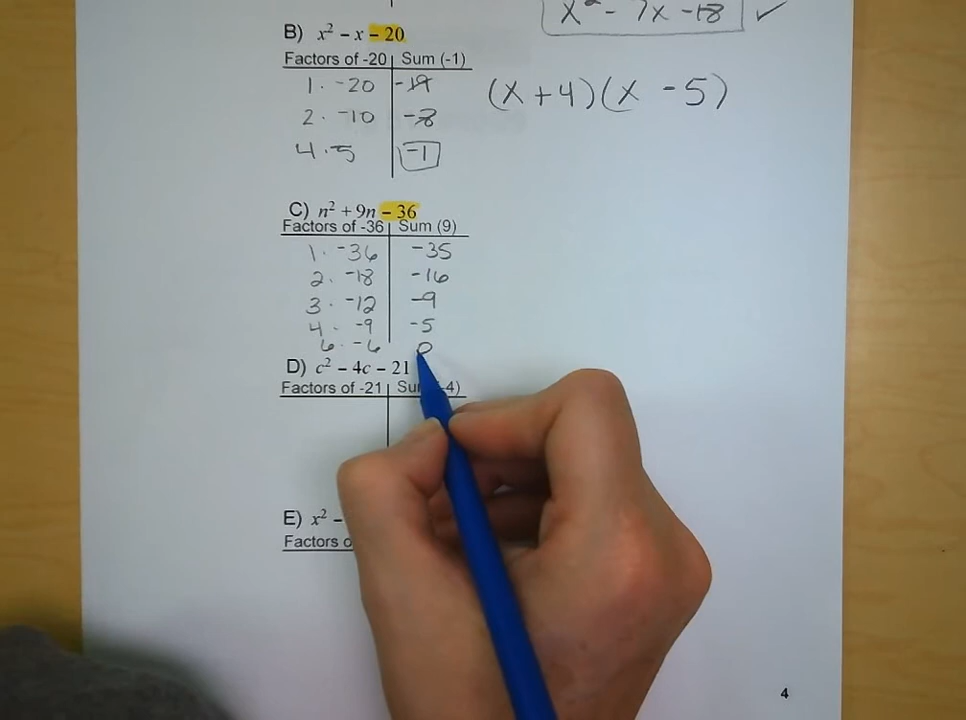 x² - 7x - 18 ✓
B) x² – x – 20
Factors of -20 Sum (-1)
1 · -20 -19
2 · -10 -8
4 · -5 -1
(x + 4)(x - 5)
C) n² + 9n – 36
Factors of -36 Sum (9)
1 · -36 -35
2 · -18 -16
3 · -12 -9
4 · -9 -5
6 · -6 0
D) c² – 4c – 21
Factors of -21 Su -4)
E) x² –
Factors o
4